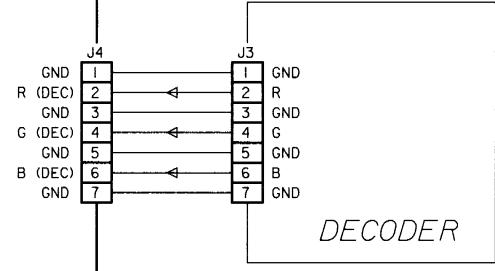 J4 J3
GND 1 1 GND
R (DEC) 2 2 R
GND 3 3 GND
G (DEC) 4 4 G
GND 5 5 GND
B (DEC) 6 6 B
GND 7 7 GND
DECODER